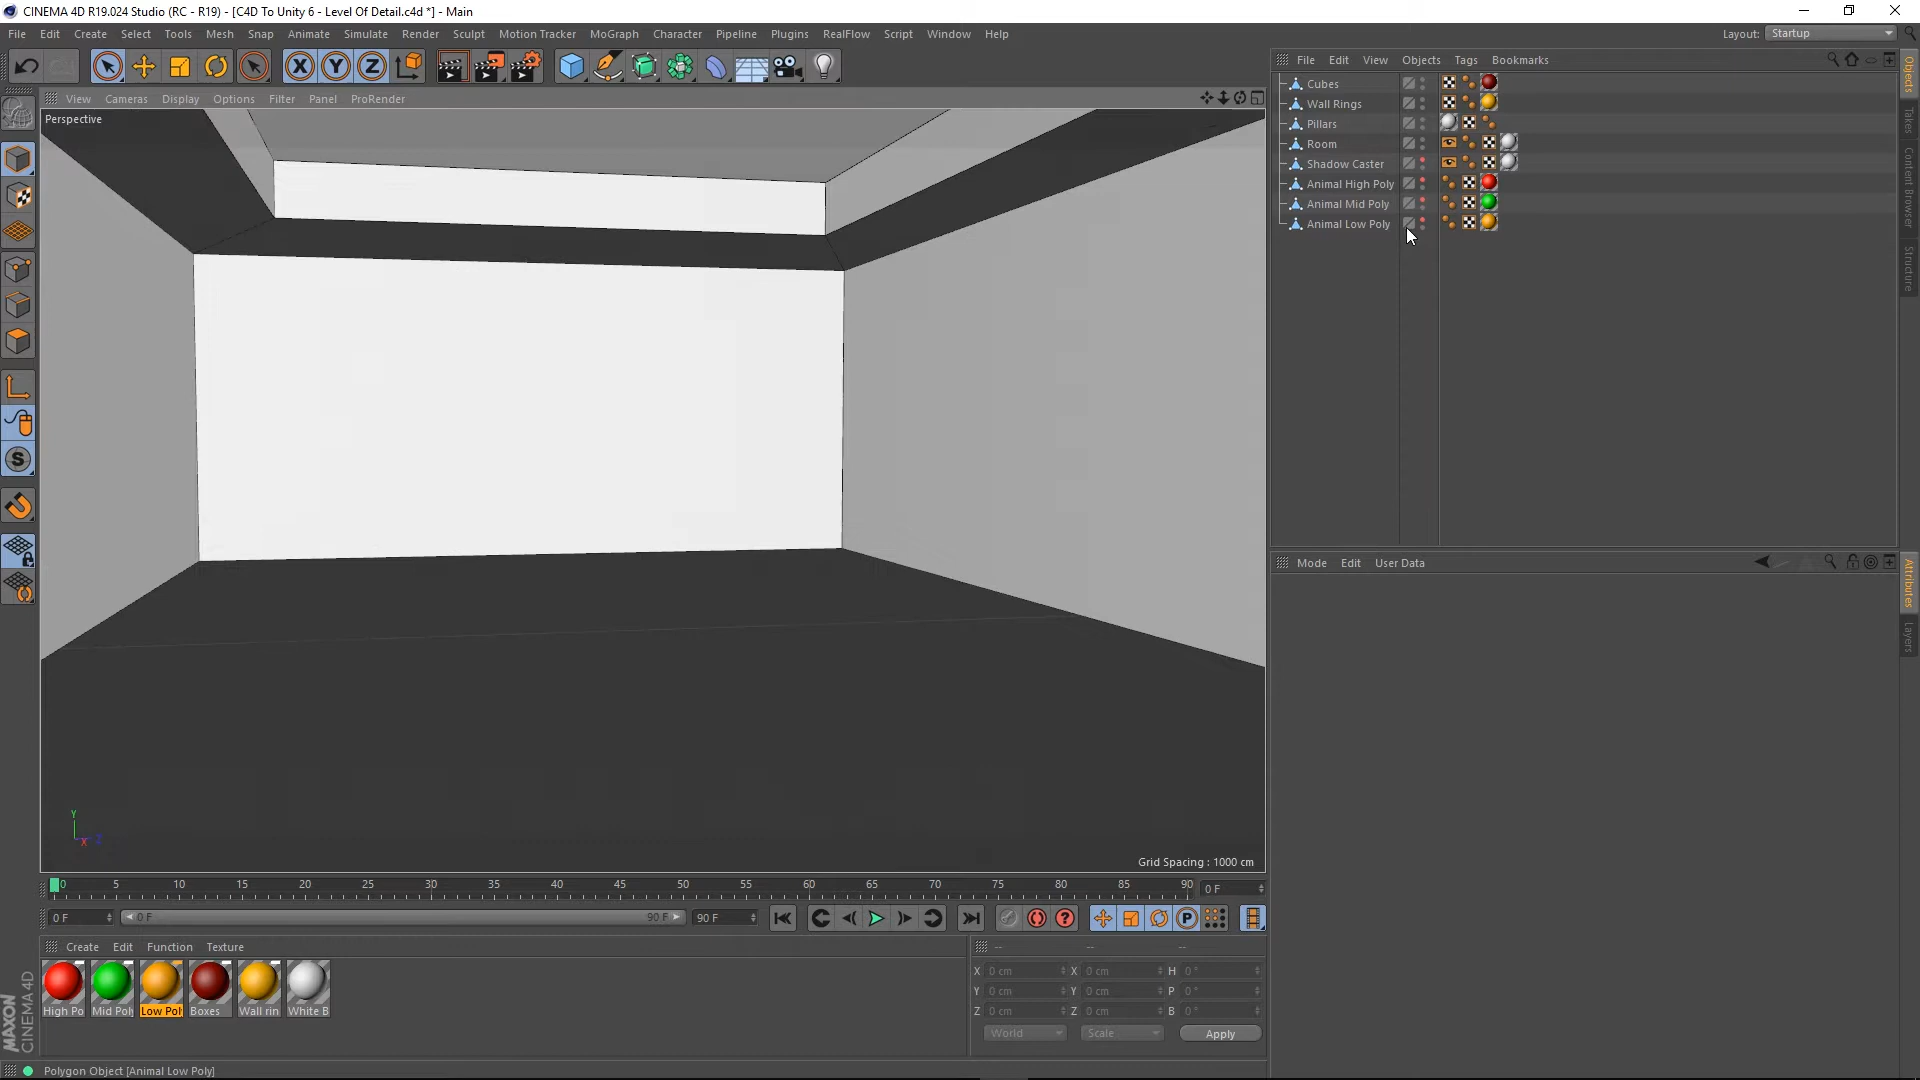 CINEMA 4D R19.024 Studio (RC - R19) - [C4D To Unity 6 - Level Of Detail.c4d *] - Main
File Edit Create Select Tools Mesh Snap Animate Simulate Render Sculpt Motion Tracker MoGraph Character Pipeline Plugins RealFlow Script Window Help
Layout: Startup
File Edit View Objects Tags Bookmarks
Cubes
Wall Rings
Pillars
Room
Shadow Caster
Animal High Poly
Animal Mid Poly
Animal Low Poly
Objects
Takes
Content Browser
Structure
View Cameras Display Options Filter Panel ProRender
Perspective
Y
X Z
Grid Spacing : 1000 cm
Mode Edit User Data
Attributes
Layers
0 5 10 15 20 25 30 35 40 45 50 55 60 65 70 75 80 85 90 0 F
0 F 0 F 90 F 90 F
Create Edit Function Texture
High Po Mid Poly Low Pol Boxes Wall rin White B
-- -- --
X 0 cm X 0 cm H 0 °
Y 0 cm Y 0 cm P 0 °
Z 0 cm Z 0 cm B 0 °
World Scale Apply
MAXON
CINEMA 4D
Polygon Object [Animal Low Poly]